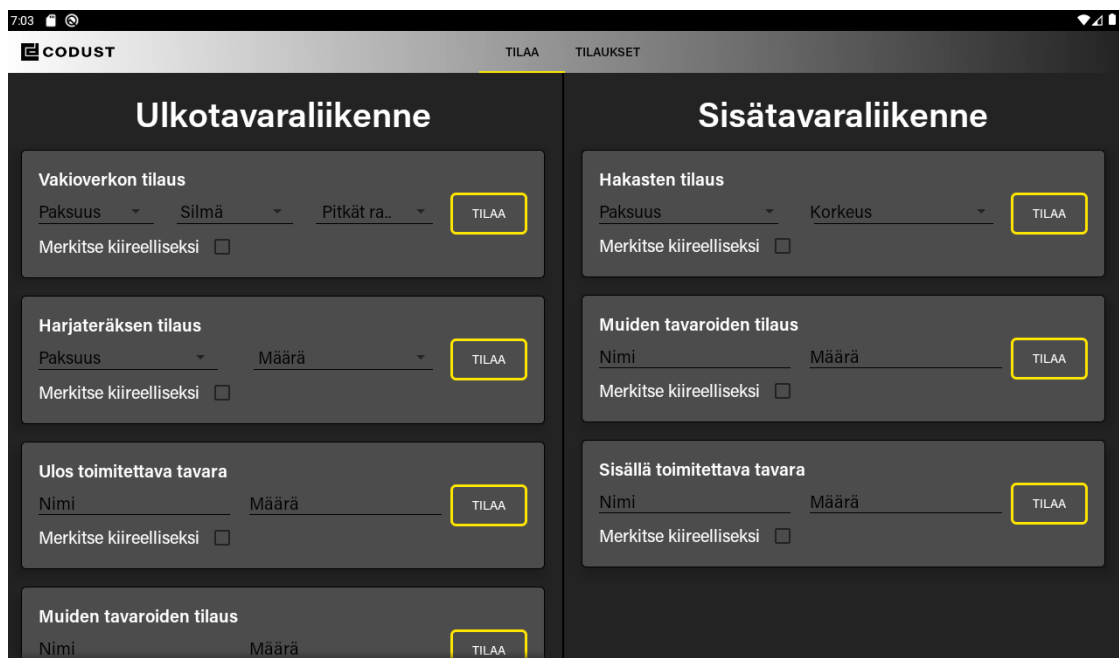 7:03
CODUST
TILAA TILAUKSET
Ulkotavaraliikenne
Vakioverkon tilaus
Paksuus Silmä Pitkät ra.. TILAA
Merkitse kiireelliseksi
Harjateräksen tilaus
Paksuus Määrä TILAA
Merkitse kiireelliseksi
Ulos toimitettava tavara
Nimi Määrä TILAA
Merkitse kiireelliseksi
Muiden tavaroiden tilaus
Nimi Määrä TILAA
Sisätavaraliikenne
Hakasten tilaus
Paksuus Korkeus TILAA
Merkitse kiireelliseksi
Muiden tavaroiden tilaus
Nimi Määrä TILAA
Merkitse kiireelliseksi
Sisällä toimitettava tavara
Nimi Määrä TILAA
Merkitse kiireelliseksi